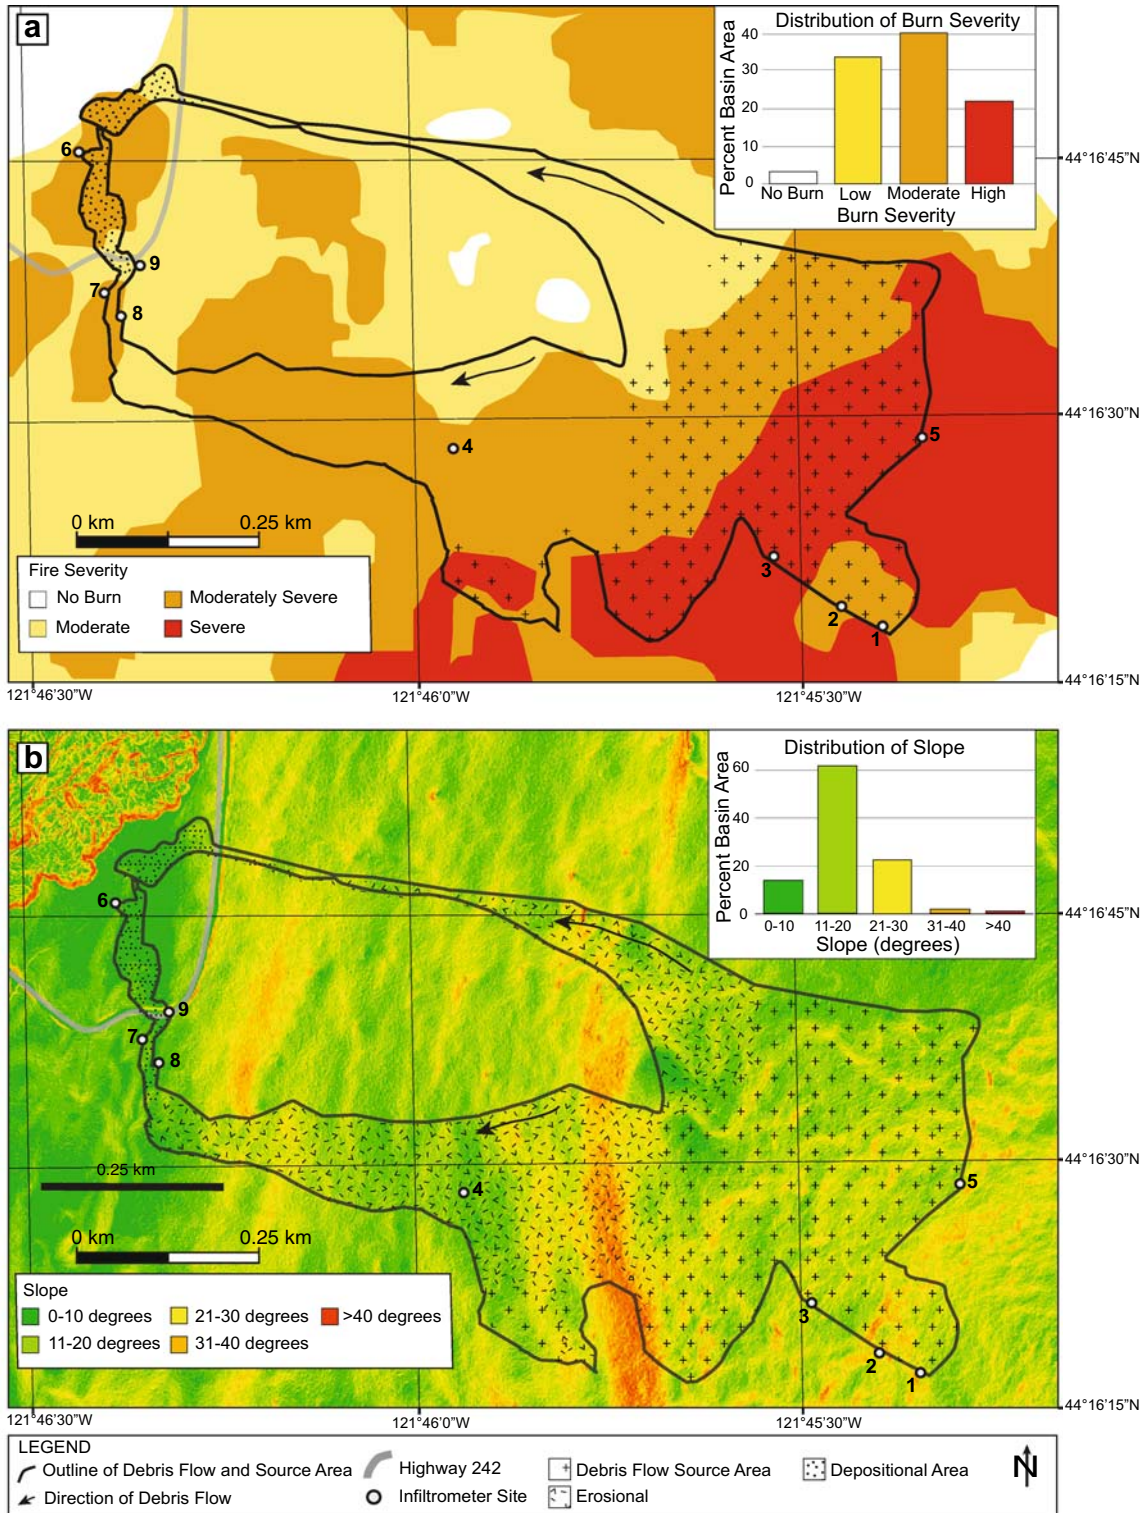 a
Distribution of Burn Severity
Percent Basin Area
40
30
20
10
0
No Burn Low Moderate High
Burn Severity
6
9
7
8
4
5
3
2
1
44°16'45"N
44°16'30"N
44°16'15"N
0 km 0.25 km
Fire Severity
No Burn Moderately Severe
Moderate Severe
121°46'30"W 121°46'0"W 121°45'30"W
b
Distribution of Slope
Percent Basin Area
60
40
20
0
0-10 11-20 21-30 31-40 >40
Slope (degrees)
6
9
7
8
4
5
3
2
1
44°16'45"N
44°16'30"N
44°16'15"N
0.25 km
0 km 0.25 km
Slope
0-10 degrees 21-30 degrees >40 degrees
11-20 degrees 31-40 degrees
121°46'30"W 121°46'0"W 121°45'30"W
LEGEND
Outline of Debris Flow and Source Area Highway 242 Debris Flow Source Area Depositional Area
Direction of Debris Flow Infiltrometer Site Erosional
N